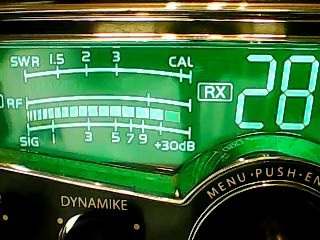 SWR 1.5 2 3 CAL
RF
RX
28
SIG 1 3 5 7 9 +30dB
DYNAMIKE
MENU·PUSH·EN